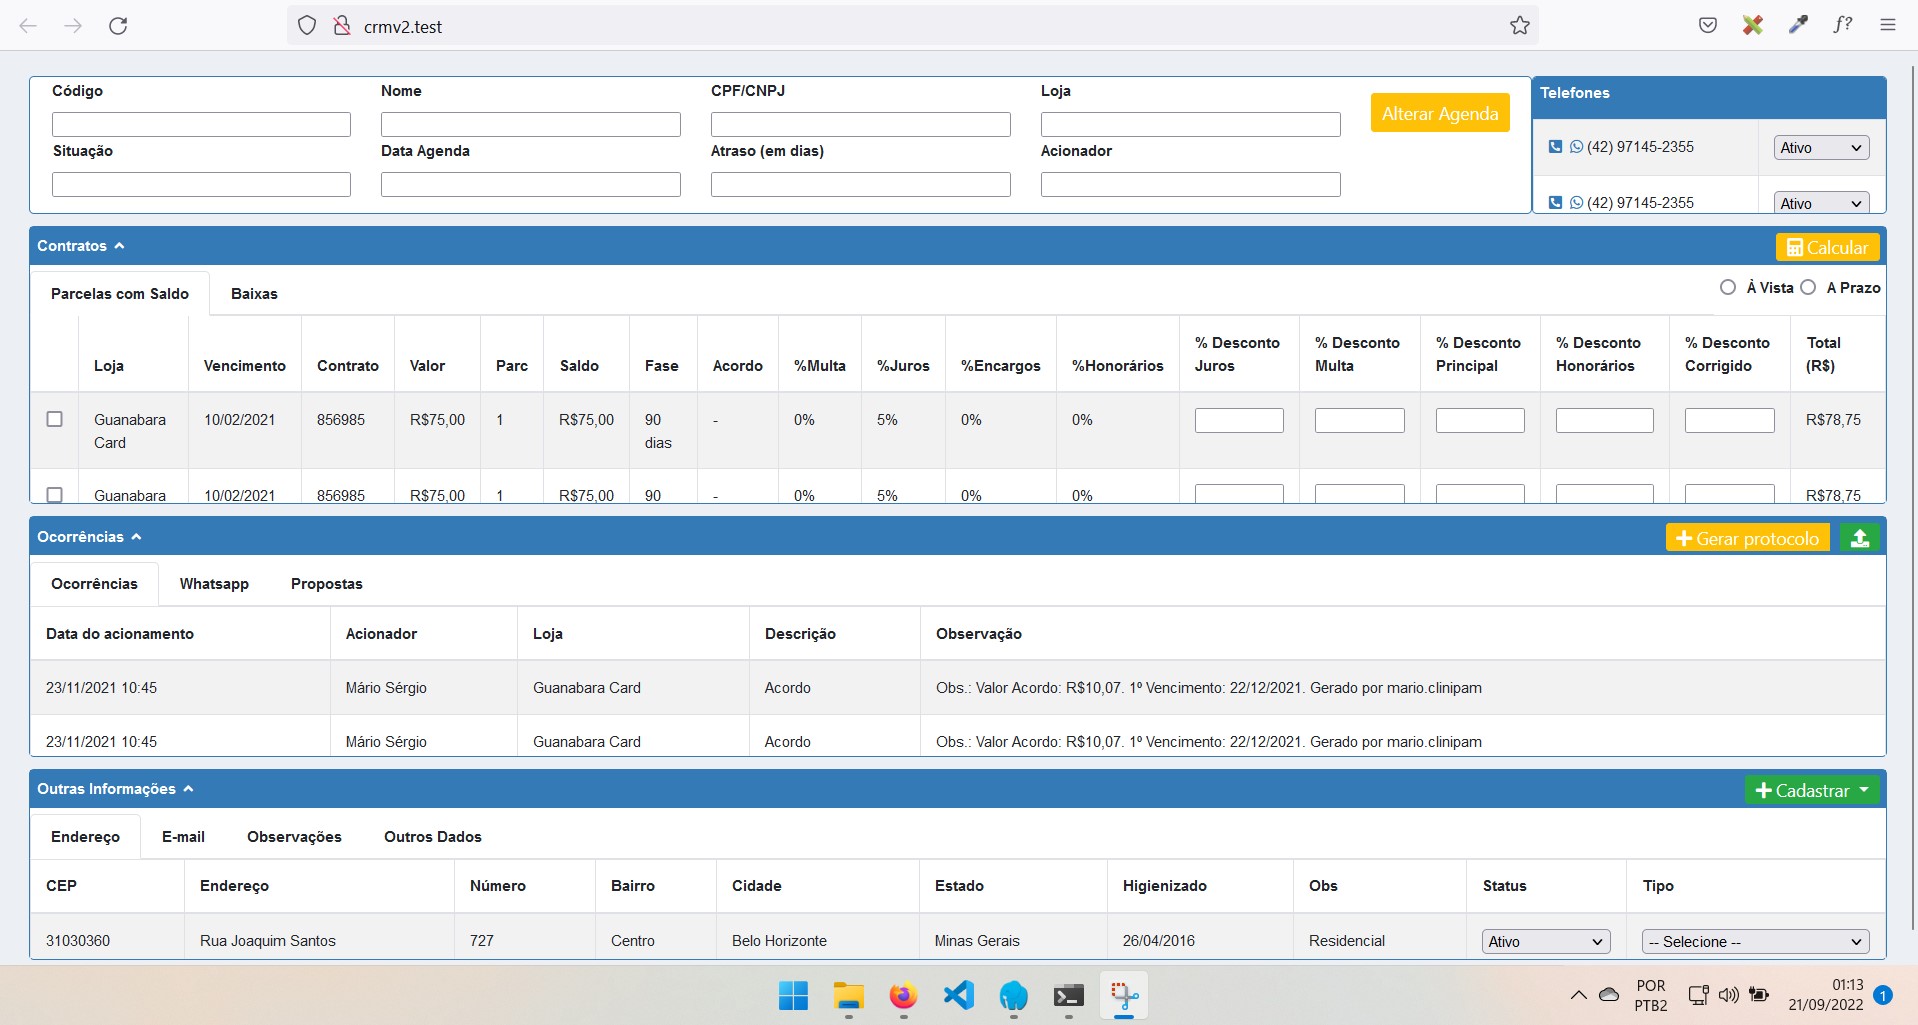 crmv2.test
f?
Código
Nome
CPF/CNPJ
Loja
Alterar Agenda
Situação
Data Agenda
Atraso (em dias)
Acionador
Telefones
(42) 97145-2355 Ativo
(42) 97145-2355 Ativo
Contratos
Calcular
Parcelas com Saldo Baixas
À Vista A Prazo
Loja Vencimento Contrato Valor Parc Saldo Fase Acordo %Multa %Juros %Encargos %Honorários % Desconto Juros % Desconto Multa % Desconto Principal % Desconto Honorários % Desconto Corrigido Total (R$)
Guanabara Card 10/02/2021 856985 R$75,00 1 R$75,00 90 dias - 0% 5% 0% 0% R$78,75
Guanabara 10/02/2021 856985 R$75,00 1 R$75,00 90 - 0% 5% 0% 0% R$78,75
Ocorrências
Gerar protocolo
Ocorrências Whatsapp Propostas
Data do acionamento Acionador Loja Descrição Observação
23/11/2021 10:45 Mário Sérgio Guanabara Card Acordo Obs.: Valor Acordo: R$10,07. 1º Vencimento: 22/12/2021. Gerado por mario.clinipam
23/11/2021 10:45 Mário Sérgio Guanabara Card Acordo Obs.: Valor Acordo: R$10,07. 1º Vencimento: 22/12/2021. Gerado por mario.clinipam
Outras Informações
Cadastrar
Endereço E-mail Observações Outros Dados
CEP Endereço Número Bairro Cidade Estado Higienizado Obs Status Tipo
31030360 Rua Joaquim Santos 727 Centro Belo Horizonte Minas Gerais 26/04/2016 Residencial Ativo -- Selecione --
POR
PTB2
01:13
21/09/2022
1